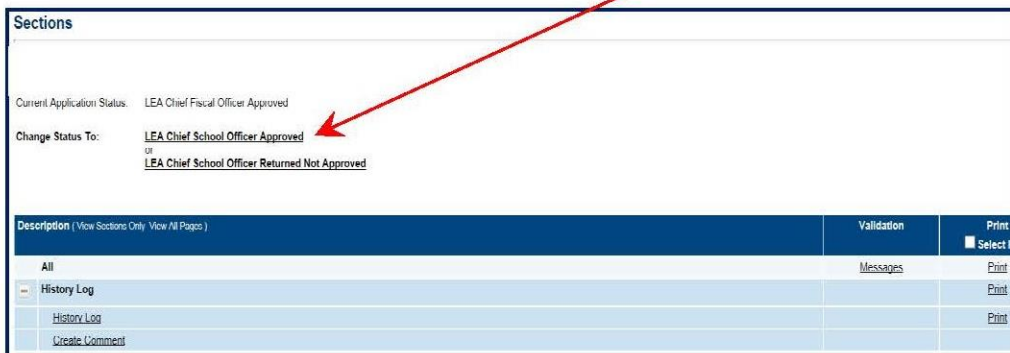 Sections
Current Application Status: LEA Chief Fiscal Officer Approved
Change Status To: LEA Chief School Officer Approved
or
LEA Chief School Officer Returned Not Approved
Description ( View Sections Only View All Pages ) Validation Print
Select
All Messages Print
History Log Print
History Log Print
Create Comment